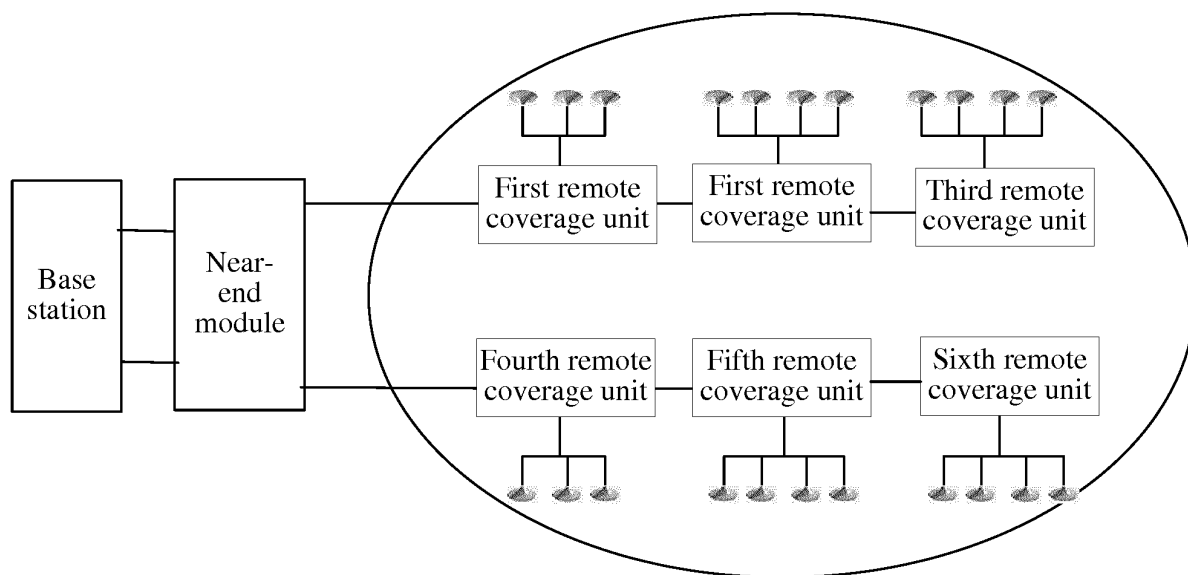 Base
station
Near-
end
module
First remote
coverage unit
First remote
coverage unit
Third remote
coverage unit
Fourth remote
coverage unit
Fifth remote
coverage unit
Sixth remote
coverage unit